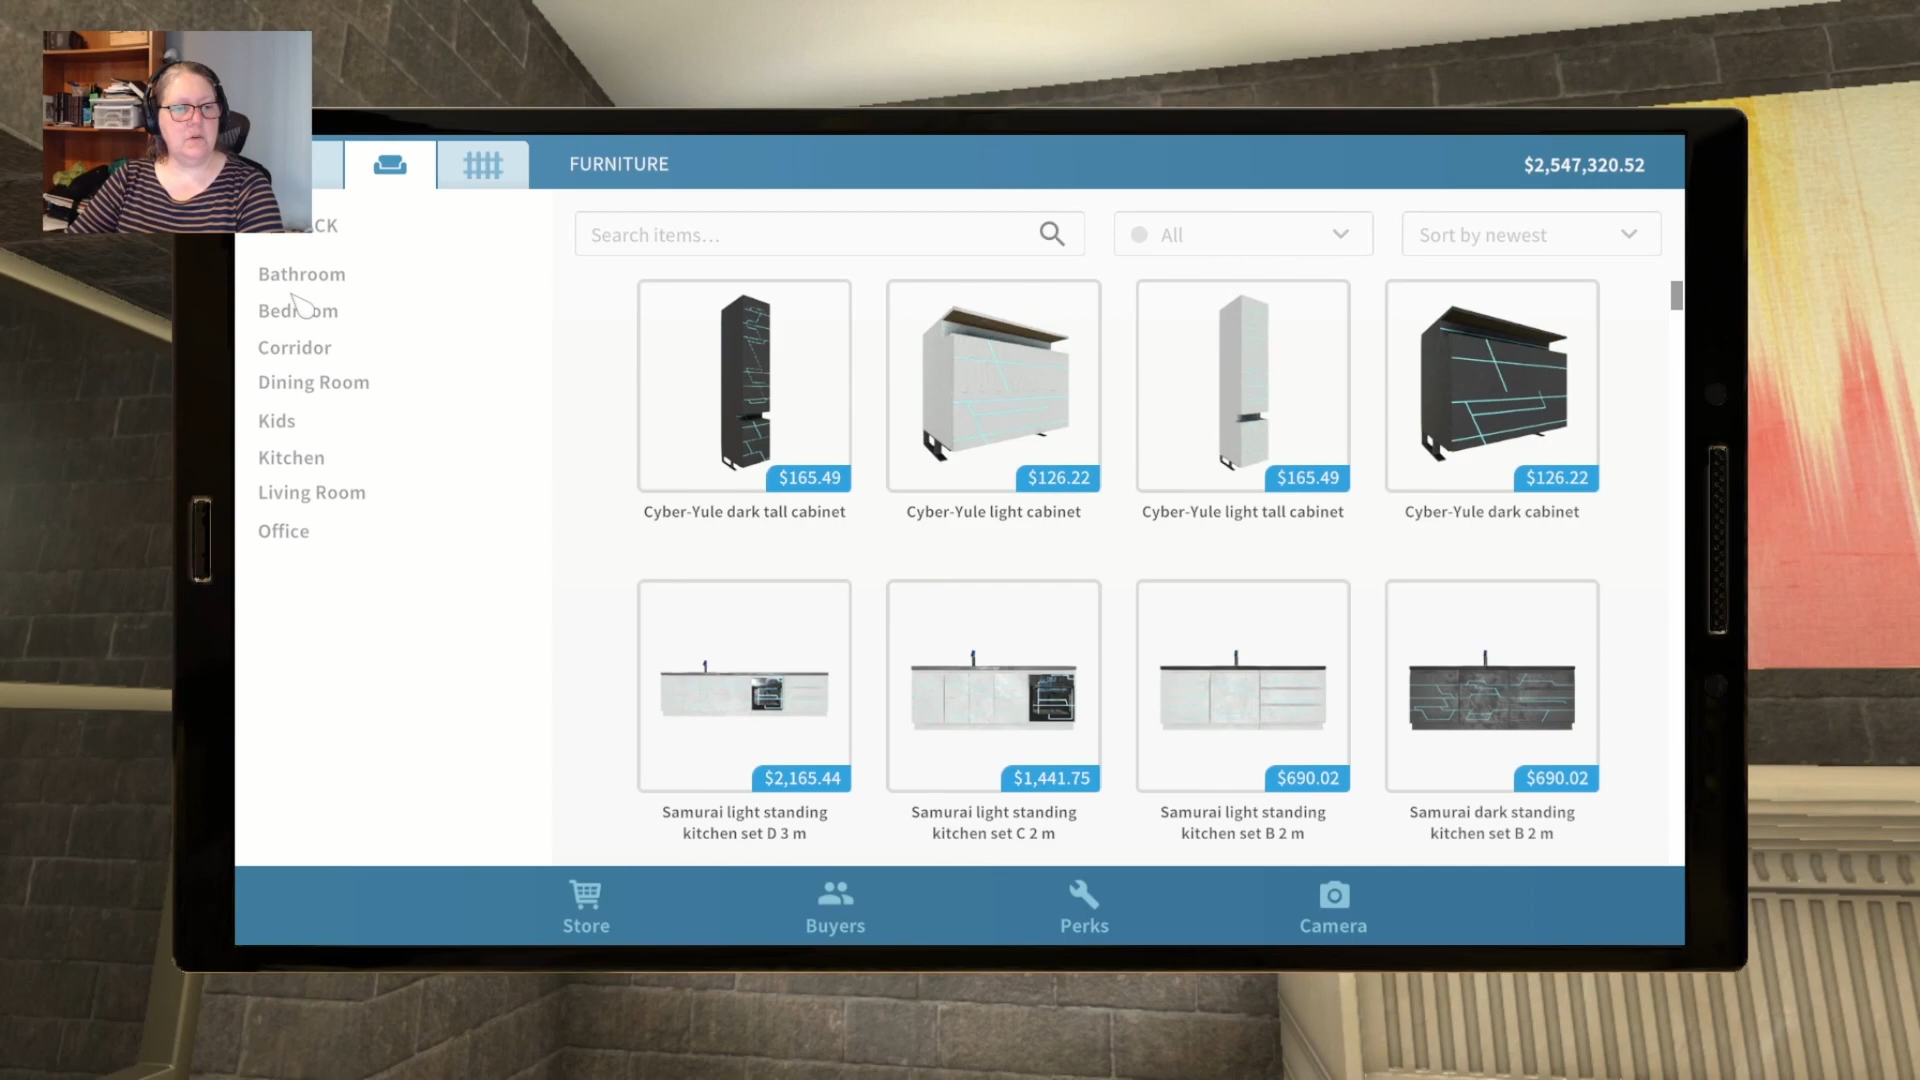 FURNITURE
$2,547,320.52
CK
Search items...
All
Sort by newest
Bathroom
Bedroom
Corridor
Dining Room
Kids
Kitchen
Living Room
Office
$165.49
$126.22
$165.49
$126.22
Cyber-Yule dark tall cabinet
Cyber-Yule light cabinet
Cyber-Yule light tall cabinet
Cyber-Yule dark cabinet
$2,165.44
$1,441.75
$690.02
$690.02
Samurai light standing
kitchen set D 3 m
Samurai light standing
kitchen set C 2 m
Samurai light standing
kitchen set B 2 m
Samurai dark standing
kitchen set B 2 m
Store
Buyers
Perks
Camera